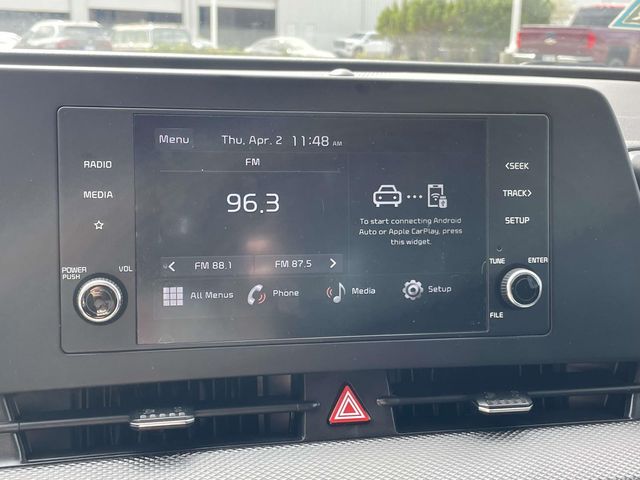 Menu Thu, Apr. 2 11:48 AM
FM
RADIO
MEDIA
POWER
PUSH
VOL
96.3
To start connecting Android
Auto or Apple CarPlay, press
this widget.
< FM 88.1 FM 87.5 >
All Menus Phone Media Setup
<SEEK
TRACK>
SETUP
TUNE ENTER
FILE